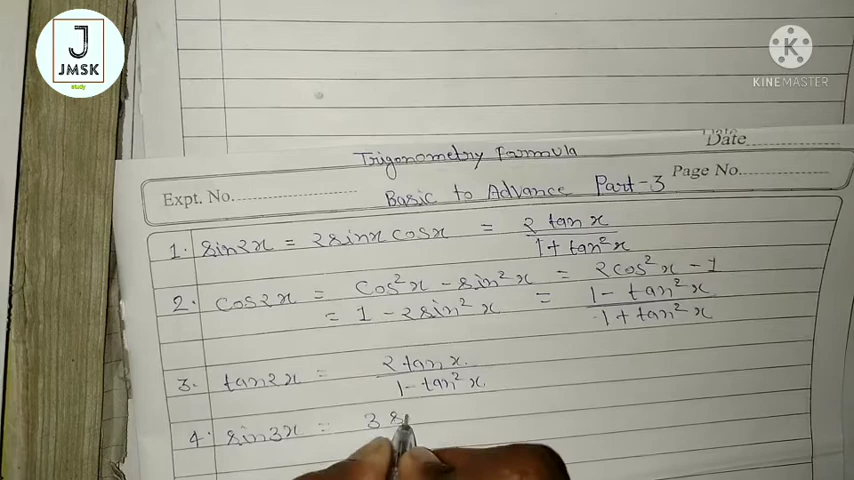 J
JMSK
study
K
KINEMASTER
Trigonometry Formula
Date
Expt. No.
Basic to Advance Part-3
Page No.
1. sin2x = 2sinx cosx = 2 tan x / 1 + tan²x
2. cos2x = cos²x - sin²x = 2cos²x - 1
= 1 - 2sin²x = 1 - tan²x / 1 + tan²x
3. tan2x = 2 tan x / 1 - tan²x
4. sin3x = 3 s